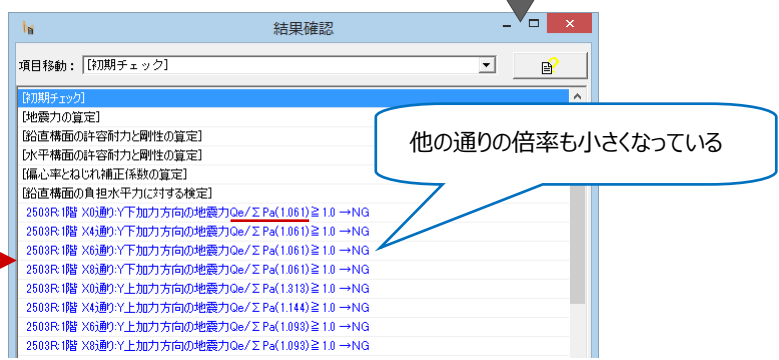 結果確認
項目移動： [初期チェック]
[初期チェック]
[地震力の算定]
[鉛直構面の許容耐力と剛性の算定]
[水平構面の許容耐力と剛性の算定]
[偏心率とねじれ補正係数の算定]
[鉛直構面の負担水平力に対する検定]
2503R:1階 X0通り:Y下加力方向の地震力Qe/ΣPa(1.061)≧1.0 →NG
2503R:1階 X4通り:Y下加力方向の地震力Qe/ΣPa(1.061)≧1.0 →NG
2503R:1階 X6通り:Y下加力方向の地震力Qe/ΣPa(1.061)≧1.0 →NG
2503R:1階 X8通り:Y下加力方向の地震力Qe/ΣPa(1.061)≧1.0 →NG
2503R:1階 X0通り:Y上加力方向の地震力Qe/ΣPa(1.313)≧1.0 →NG
2503R:1階 X4通り:Y上加力方向の地震力Qe/ΣPa(1.144)≧1.0 →NG
2503R:1階 X6通り:Y上加力方向の地震力Qe/ΣPa(1.093)≧1.0 →NG
2503R:1階 X8通り:Y上加力方向の地震力Qe/ΣPa(1.093)≧1.0 →NG
他の通りの倍率も小さくなっている